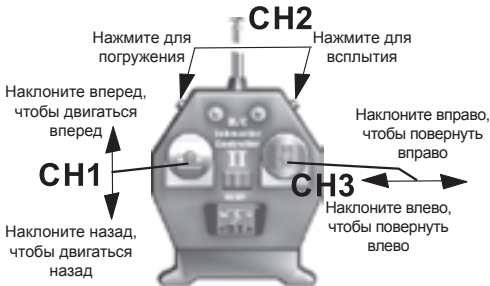 CH2
Нажмите для
погружения
Нажмите для
всплытия
Наклоните вперед,
чтобы двигаться
вперед
CH1
Наклоните назад,
чтобы двигаться
назад
R/C
Submarine
Controller
II
Наклоните вправо,
чтобы повернуть
вправо
CH3
Наклоните влево,
чтобы повернуть
влево